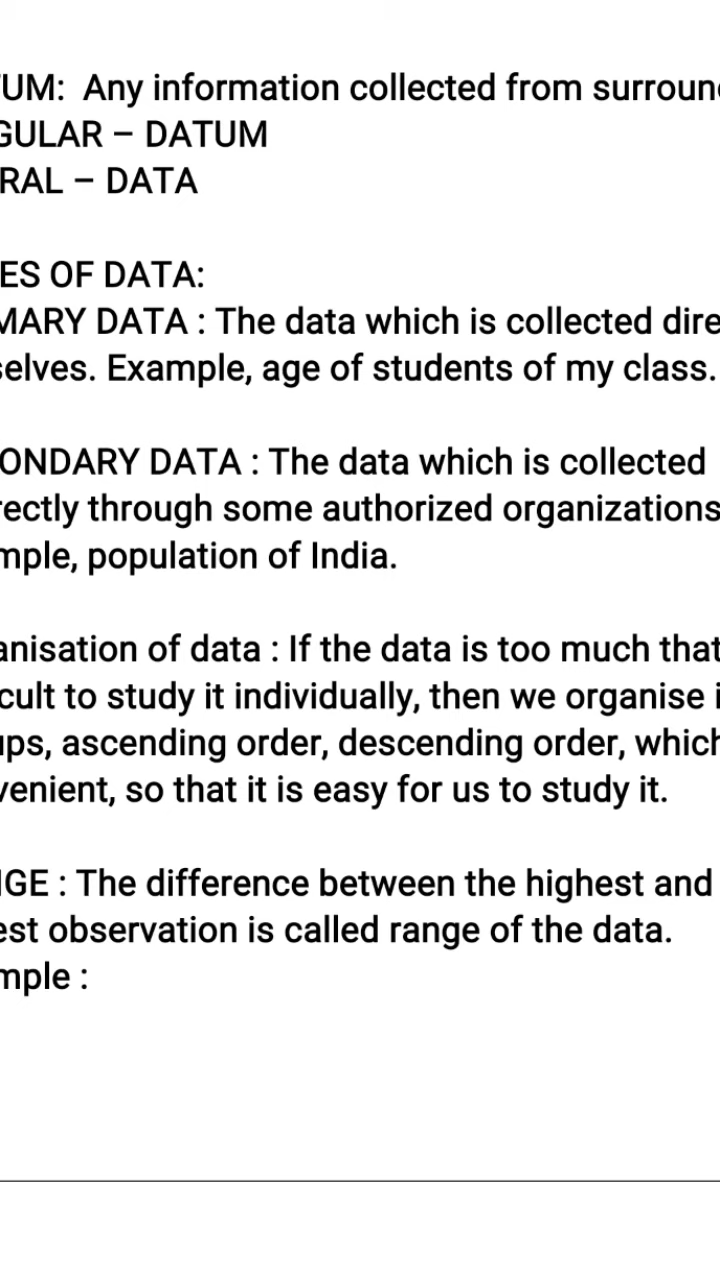 UM: Any information collected from surroun
GULAR – DATUM
RAL – DATA
ES OF DATA:
MARY DATA : The data which is collected dire
selves. Example, age of students of my class.
ONDARY DATA : The data which is collected
rectly through some authorized organizations
mple, population of India.
anisation of data : If the data is too much that
cult to study it individually, then we organise i
ups, ascending order, descending order, which
venient, so that it is easy for us to study it.
IGE : The difference between the highest and
est observation is called range of the data.
mple :